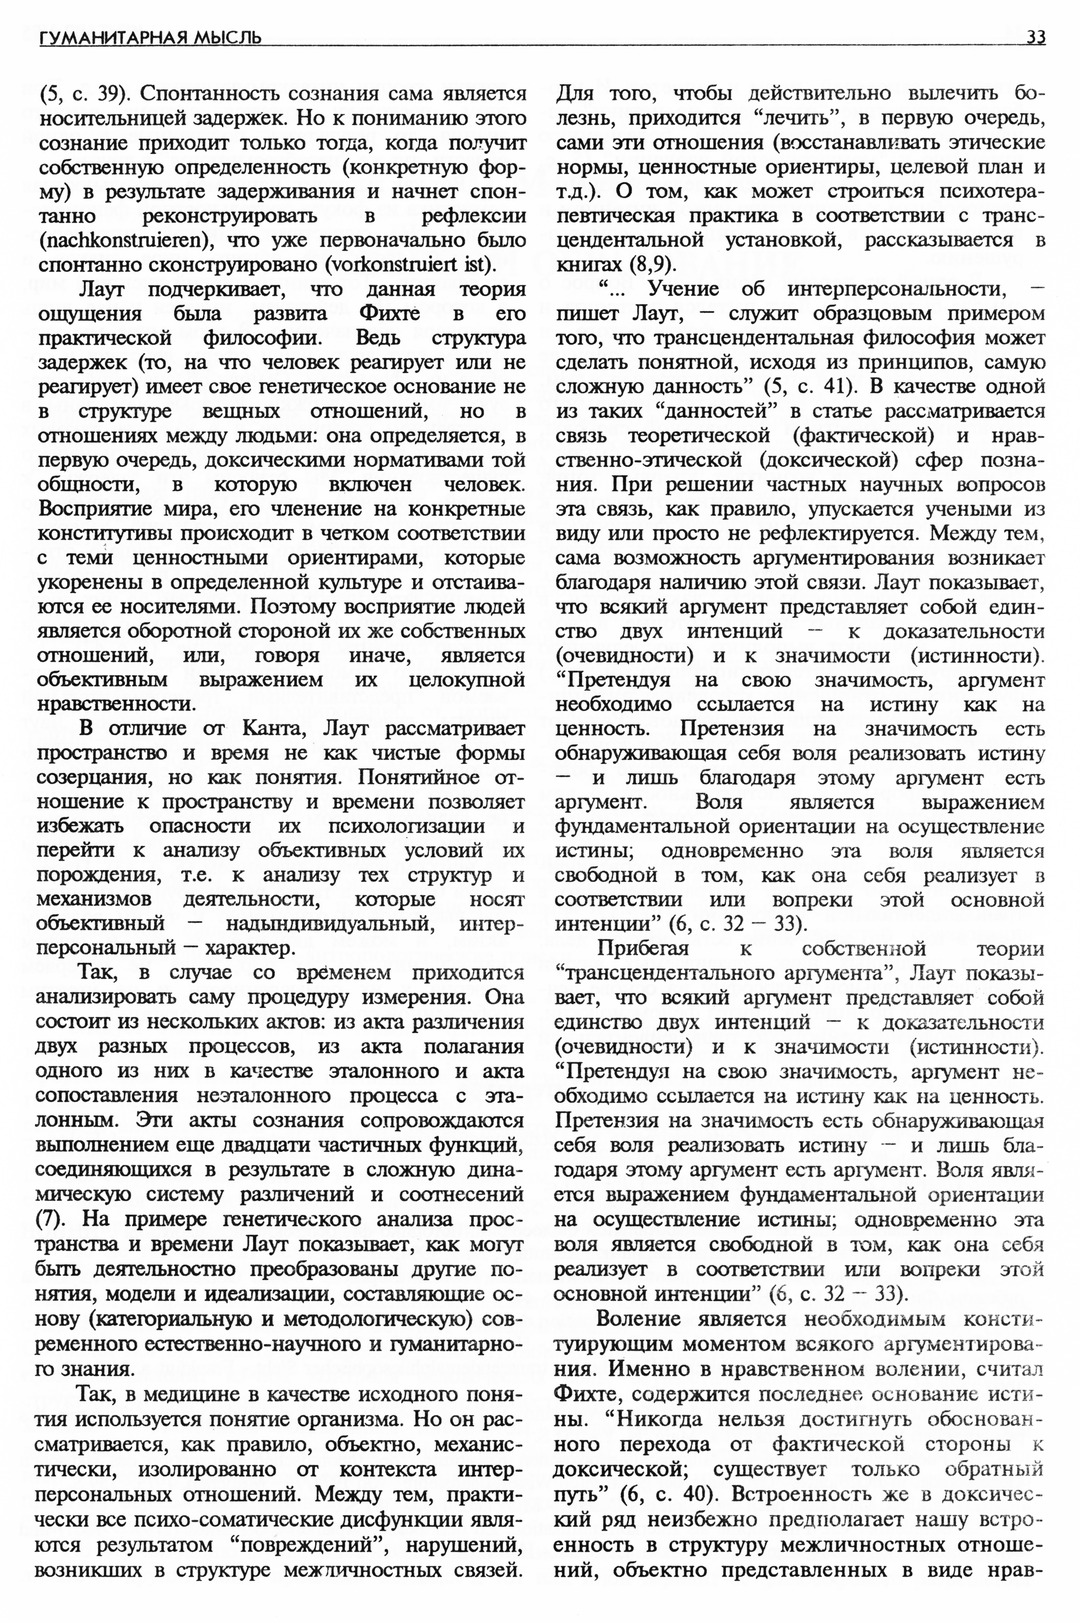 ГУМАНИТАРНАЯ МЫСЛЬ 33
(5, с. 39). Спонтанность сознания сама является
носительницей задержек. Но к пониманию этого
сознание приходит только тогда, когда получит
собственную определенность (конкретную фор-
му) в результате задерживания и начнет спон-
танно реконструировать в рефлексии
(nachkonstruieren), что уже первоначально было
спонтанно сконструировано (vorkonstruiert ist).
Лаут подчеркивает, что данная теория
ощущения была развита Фихте в его
практической философии. Ведь структура
задержек (то, на что человек реагирует или не
реагирует) имеет свое генетическое основание не
в структуре вещных отношений, но в
отношениях между людьми: она определяется, в
первую очередь, доксическими нормативами той
общности, в которую включен человек.
Восприятие мира, его членение на конкретные
конститутивы происходит в четком соответствии
с теми ценностными ориентирами, которые
укоренены в определенной культуре и отстаива-
ются ее носителями. Поэтому восприятие людей
является оборотной стороной их же собственных
отношений, или, говоря иначе, является
объективным выражением их целокупной
нравственности.
В отличие от Канта, Лаут рассматривает
пространство и время не как чистые формы
созерцания, но как понятия. Понятийное от-
ношение к пространству и времени позволяет
избежать опасности их психологизации и
перейти к анализу объективных условий их
порождения, т.е. к анализу тех структур и
механизмов деятельности, которые носят
объективный — надындивидуальный, интер-
персональный — характер.
Так, в случае со временем приходится
анализировать саму процедуру измерения. Она
состоит из нескольких актов: из акта различения
двух разных процессов, из акта полагания
одного из них в качестве эталонного и акта
сопоставления неэталонного процесса с эта-
лонным. Эти акты сознания сопровождаются
выполнением еще двадцати частичных функций,
соединяющихся в результате в сложную дина-
мическую систему различений и соотнесений
(7). На примере генетического анализа прос-
транства и времени Лаут показывает, как могут
быть деятельностно преобразованы другие по-
нятия, модели и идеализации, составляющие ос-
нову (категориальную и методологическую) сов-
ременного естественно-научного и гуманитарно-
го знания.
Так, в медицине в качестве исходного поня-
тия используется понятие организма. Но он рас-
сматривается, как правило, объектно, механис-
тически, изолированно от контекста интер-
персональных отношений. Между тем, практи-
чески все психо-соматические дисфункции явля-
ются результатом “повреждений”, нарушений,
возникших в структуре межличностных связей.
Для того, чтобы действительно вылечить бо-
лезнь, приходится “лечить”, в первую очередь,
сами эти отношения (восстанавливать этические
нормы, ценностные ориентиры, целевой план и
т.д.). О том, как может строиться психотера-
певтическая практика в соответствии с транс-
цендентальной установкой, рассказывается в
книгах (8,9).
“... Учение об интерперсональности, —
пишет Лаут, — служит образцовым примером
того, что трансцендентальная философия может
сделать понятной, исходя из принципов, самую
сложную данность” (5, с. 41). В качестве одной
из таких “данностей” в статье рассматривается
связь теоретической (фактической) и нрав-
ственно-этической (доксической) сфер позна-
ния. При решении частных научных вопросов
эта связь, как правило, упускается учеными из
виду или просто не рефлектируется. Между тем,
сама возможность аргументирования возникает
благодаря наличию этой связи. Лаут показывает,
что всякий аргумент представляет собой един-
ство двух интенций — к доказательности
(очевидности) и к значимости (истинности).
“Претендуя на свою значимость, аргумент
необходимо ссылается на истину как на
ценность. Претензия на значимость есть
обнаруживающая себя воля реализовать истину
— и лишь благодаря этому аргумент есть
аргумент. Воля является выражением
фундаментальной ориентации на осуществление
истины; одновременно эта воля является
свободной в том, как она себя реализует в
соответствии или вопреки этой основной
интенции” (6, с. 32 — 33).
Прибегая к собственной теории
“трансцендентального аргумента”, Лаут показы-
вает, что всякий аргумент представляет собой
единство двух интенций — к доказательности
(очевидности) и к значимости (истинности).
“Претендуя на свою значимость, аргумент не-
обходимо ссылается на истину как на ценность.
Претензия на значимость есть обнаруживающая
себя воля реализовать истину — и лишь бла-
годаря этому аргумент есть аргумент. Воля явля-
ется выражением фундаментальной ориентации
на осуществление истины; одновременно эта
воля является свободной в том, как она себя
реализует в соответствии или вопреки этой
основной интенции” (6, с. 32 — 33).
Воление является необходимым консти-
туирующим моментом всякого аргументирова-
ния. Именно в нравственном волении, считал
Фихте, содержится последнее основание исти-
ны. “Никогда нельзя достигнуть обоснован-
ного перехода от фактической стороны к
доксической; существует только обратный
путь” (6, с. 40). Встроенность же в доксичес-
кий ряд неизбежно предполагает нашу встро-
енность в структуру межличностных отноше-
ний, объектно представленных в виде нрав-